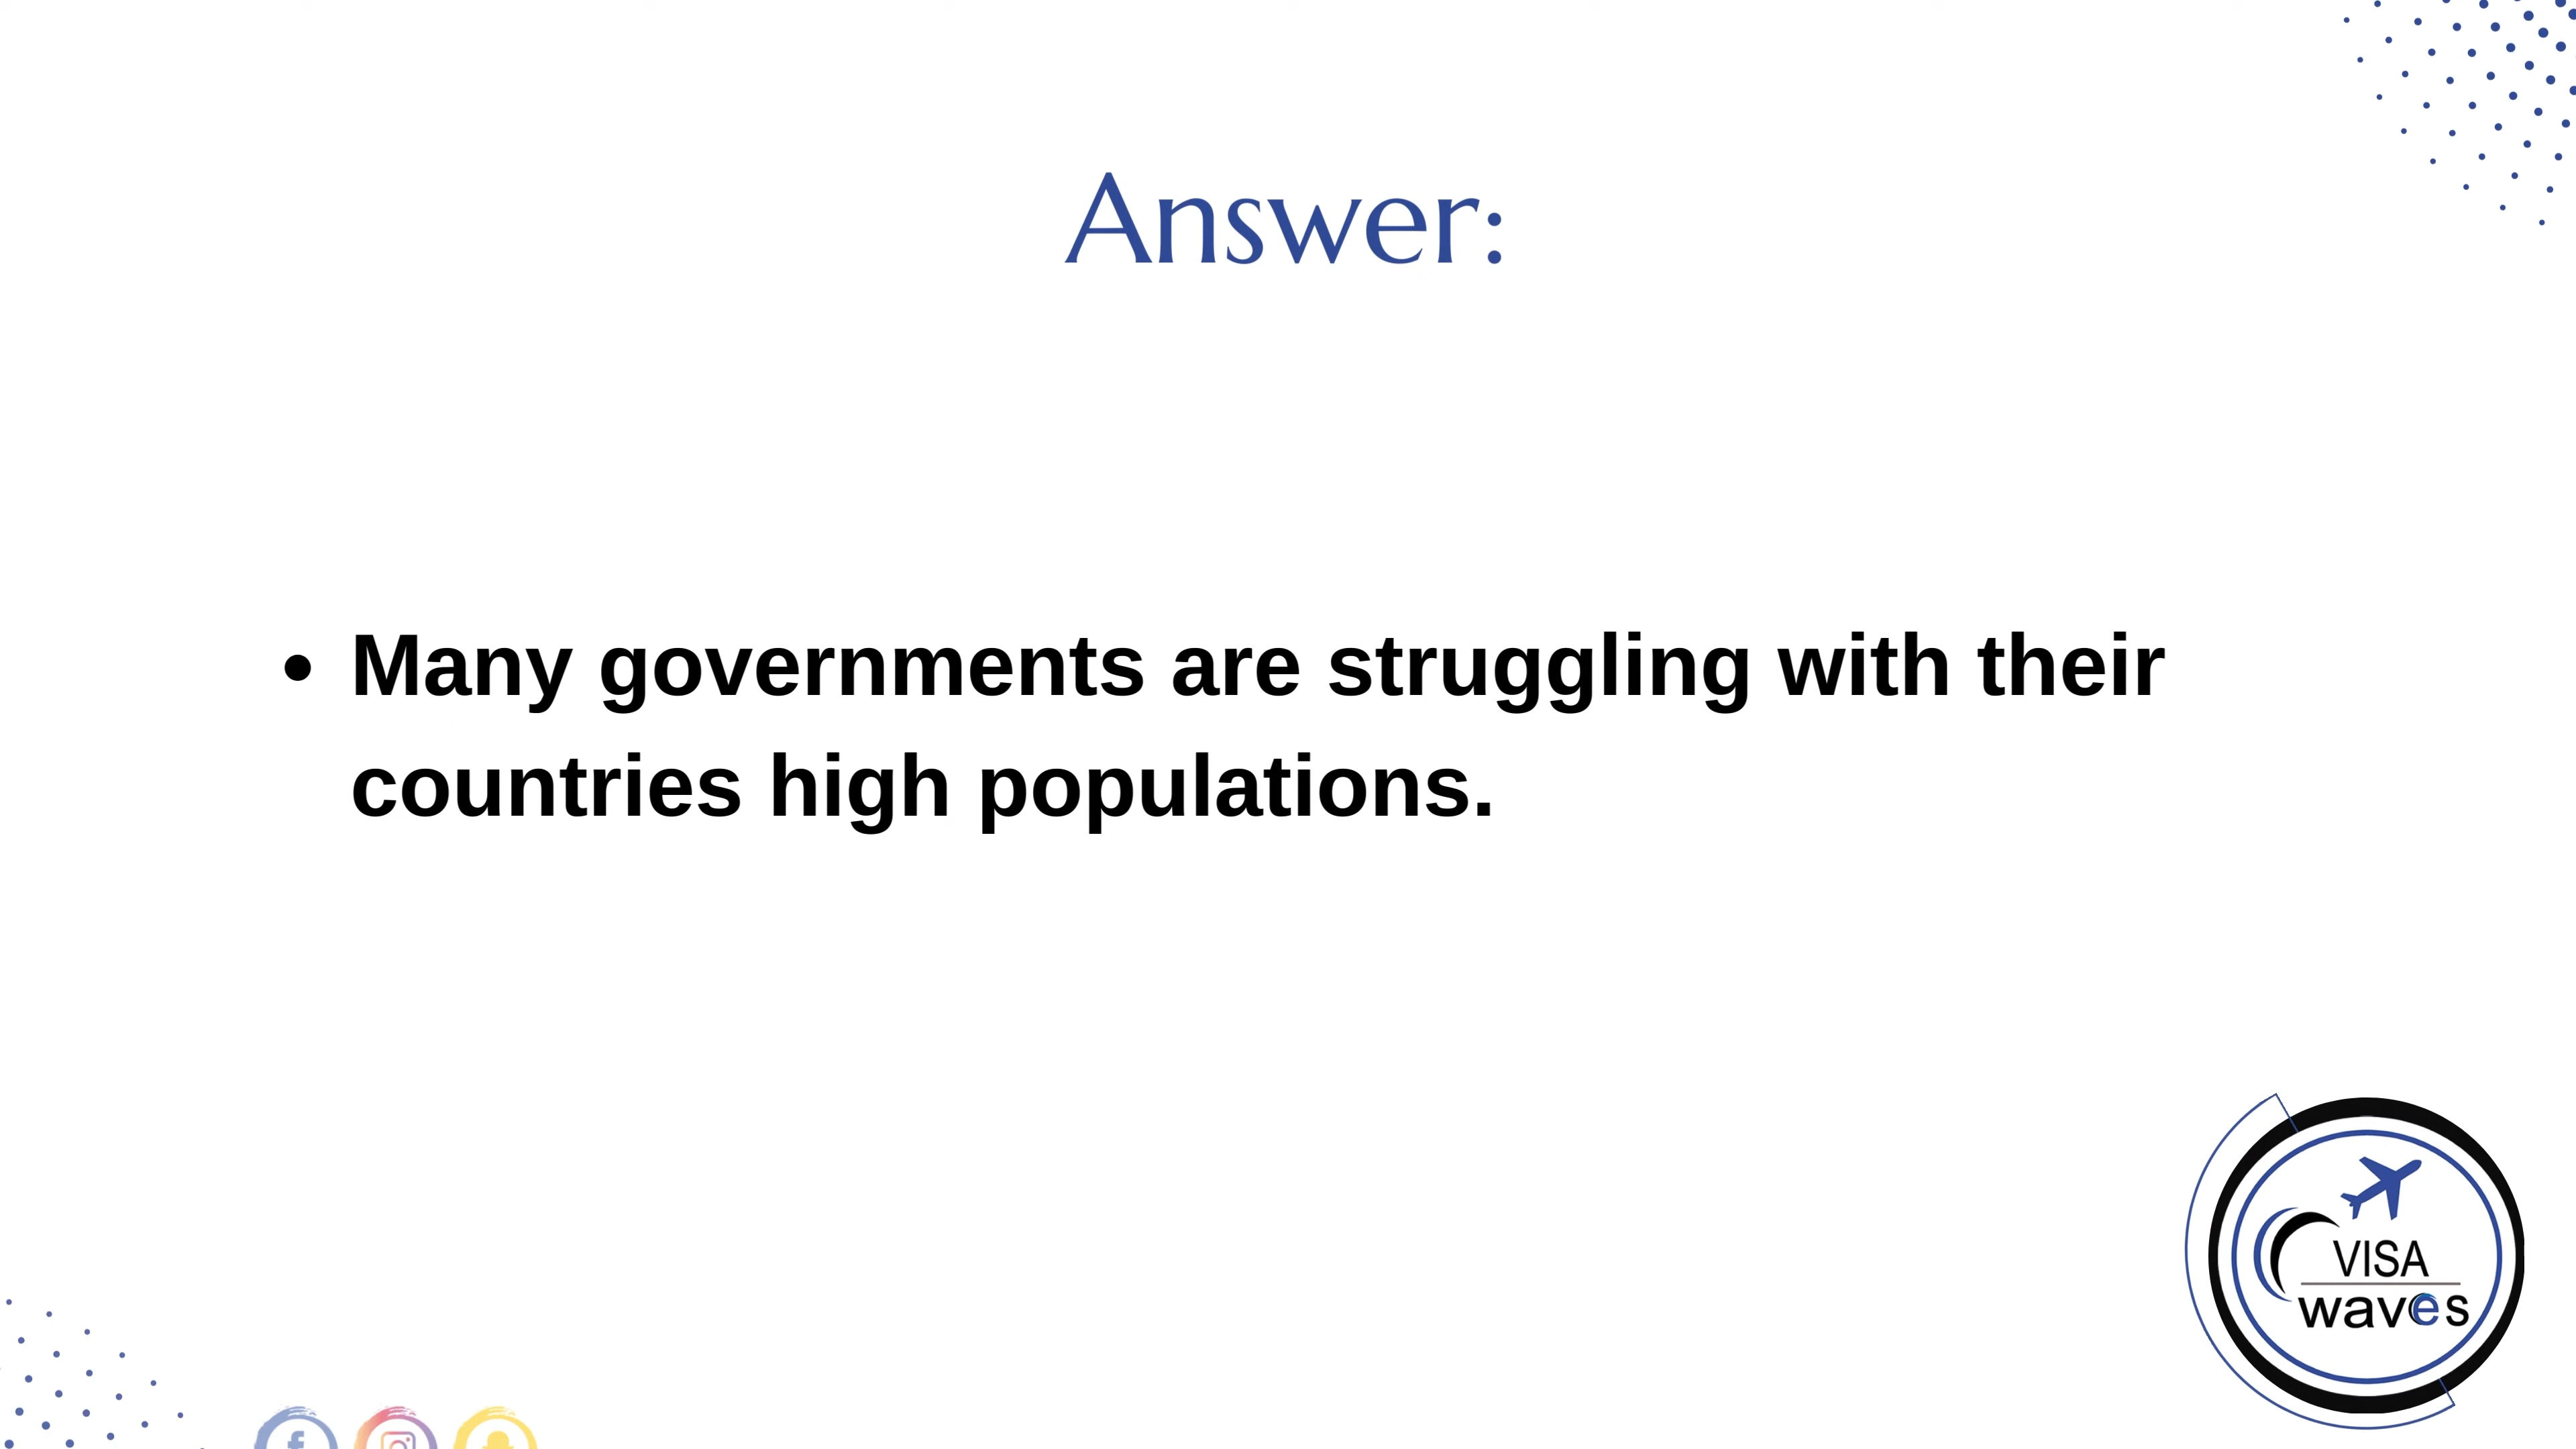 Answer:
• Many governments are struggling with their
countries high populations.
VISA
waves